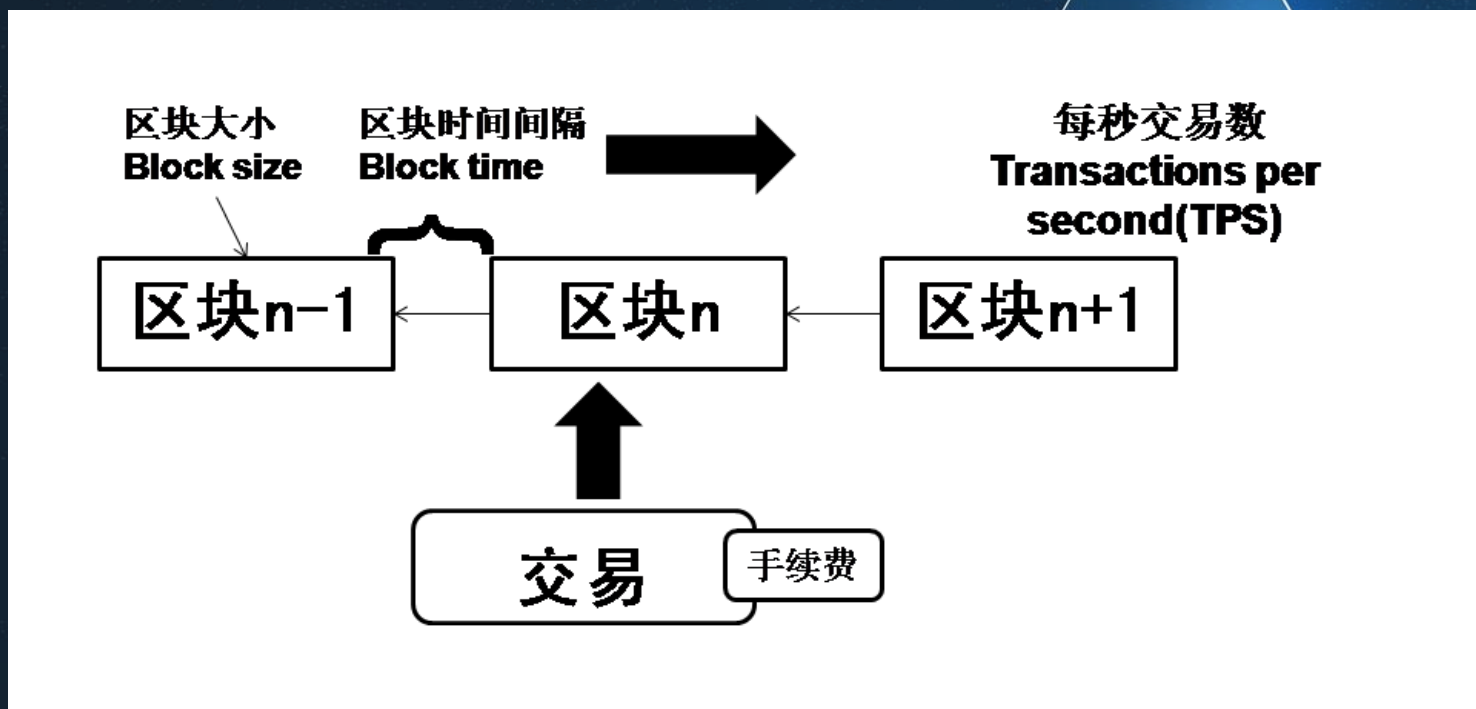 区块大小
Block size
区块时间间隔
Block time
每秒交易数
Transactions per
second(TPS)
区块n-1
区块n
区块n+1
交易
手续费